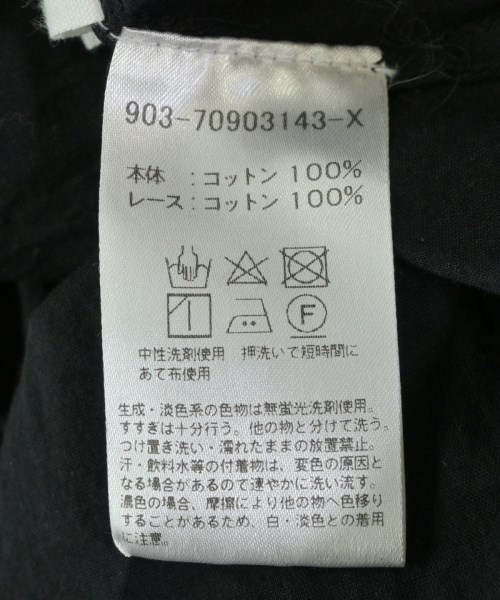 903-70903143-X
本体　:コットン 100%
レース:コットン 100%
F
中性洗剤使用　押洗いで短時間に
あて布使用
生成・淡色系の色物は無蛍光洗剤使用。
すすぎは十分行う。他の物と分けて洗う。
つけ置き洗い・濡れたままの放置禁止。
汗・飲料水等の付着物は、変色の原因と
なる場合があるので速やかに洗い流す。
濃色の場合、摩擦により他の物へ色移り
することがあるため、白・淡色との着用
に注意。